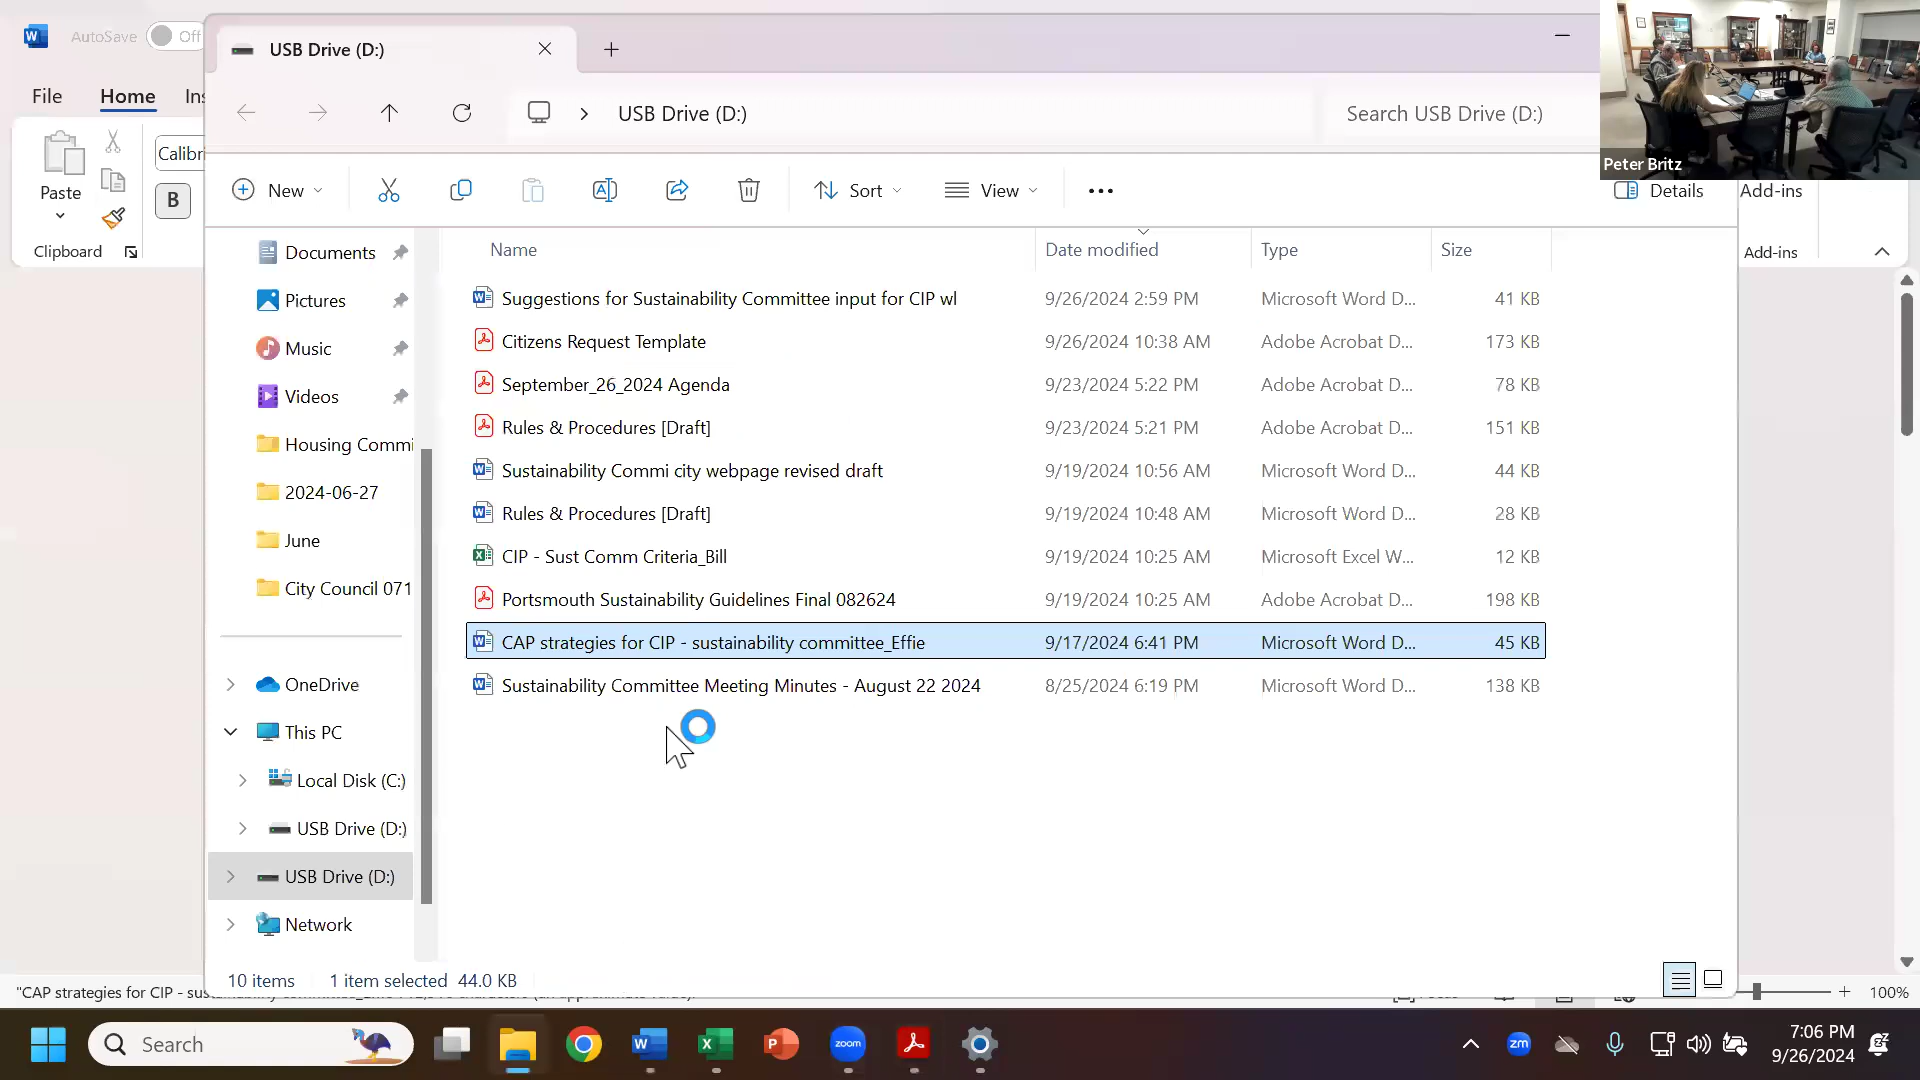 AutoSave Off
USB Drive (D:)
File Home Ins
USB Drive (D:)
Search USB Drive (D:)
Peter Britz
Paste
Calibri
B
Clipboard
New
Sort
View
Details
Add-ins
Add-ins
Documents
Pictures
Music
Videos
Housing Commi
2024-06-27
June
City Council 071
OneDrive
This PC
Local Disk (C:)
USB Drive (D:)
USB Drive (D:)
Network
Name Date modified Type Size
Suggestions for Sustainability Committee input for CIP wl 9/26/2024 2:59 PM Microsoft Word D... 41 KB
Citizens Request Template 9/26/2024 10:38 AM Adobe Acrobat D... 173 KB
September_26_2024 Agenda 9/23/2024 5:22 PM Adobe Acrobat D... 78 KB
Rules & Procedures [Draft] 9/23/2024 5:21 PM Adobe Acrobat D... 151 KB
Sustainability Commi city webpage revised draft 9/19/2024 10:56 AM Microsoft Word D... 44 KB
Rules & Procedures [Draft] 9/19/2024 10:48 AM Microsoft Word D... 28 KB
CIP - Sust Comm Criteria_Bill 9/19/2024 10:25 AM Microsoft Excel W... 12 KB
Portsmouth Sustainability Guidelines Final 082624 9/19/2024 10:25 AM Adobe Acrobat D... 198 KB
CAP strategies for CIP - sustainability committee_Effie 9/17/2024 6:41 PM Microsoft Word D... 45 KB
Sustainability Committee Meeting Minutes - August 22 2024 8/25/2024 6:19 PM Microsoft Word D... 138 KB
10 items 1 item selected 44.0 KB
"CAP strategies for CIP - sus
100%
Search
zoom
zm
7:06 PM
9/26/2024